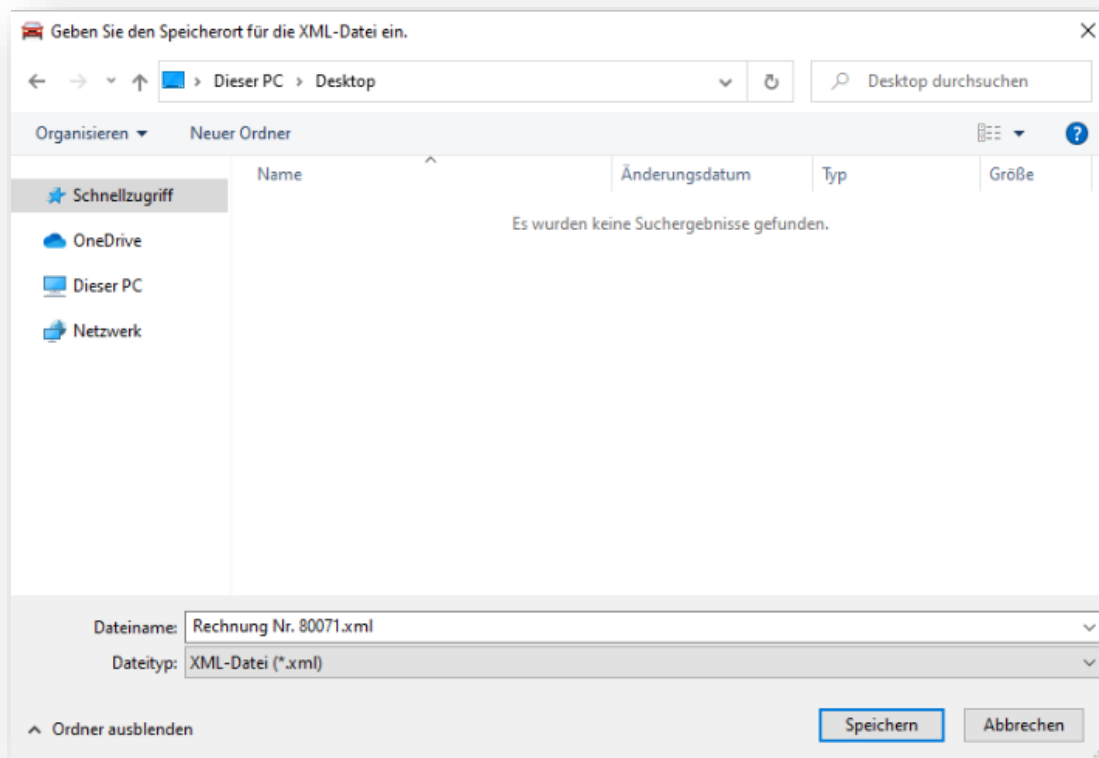 Geben Sie den Speicherort für die XML-Datei ein.
Dieser PC › Desktop
Desktop durchsuchen
Organisieren
Neuer Ordner
Name
Änderungsdatum
Typ
Größe
Schnellzugriff
Es wurden keine Suchergebnisse gefunden.
OneDrive
Dieser PC
Netzwerk
Dateiname: Rechnung Nr. 80071.xml
Dateityp: XML-Datei (*.xml)
Ordner ausblenden
Speichern
Abbrechen